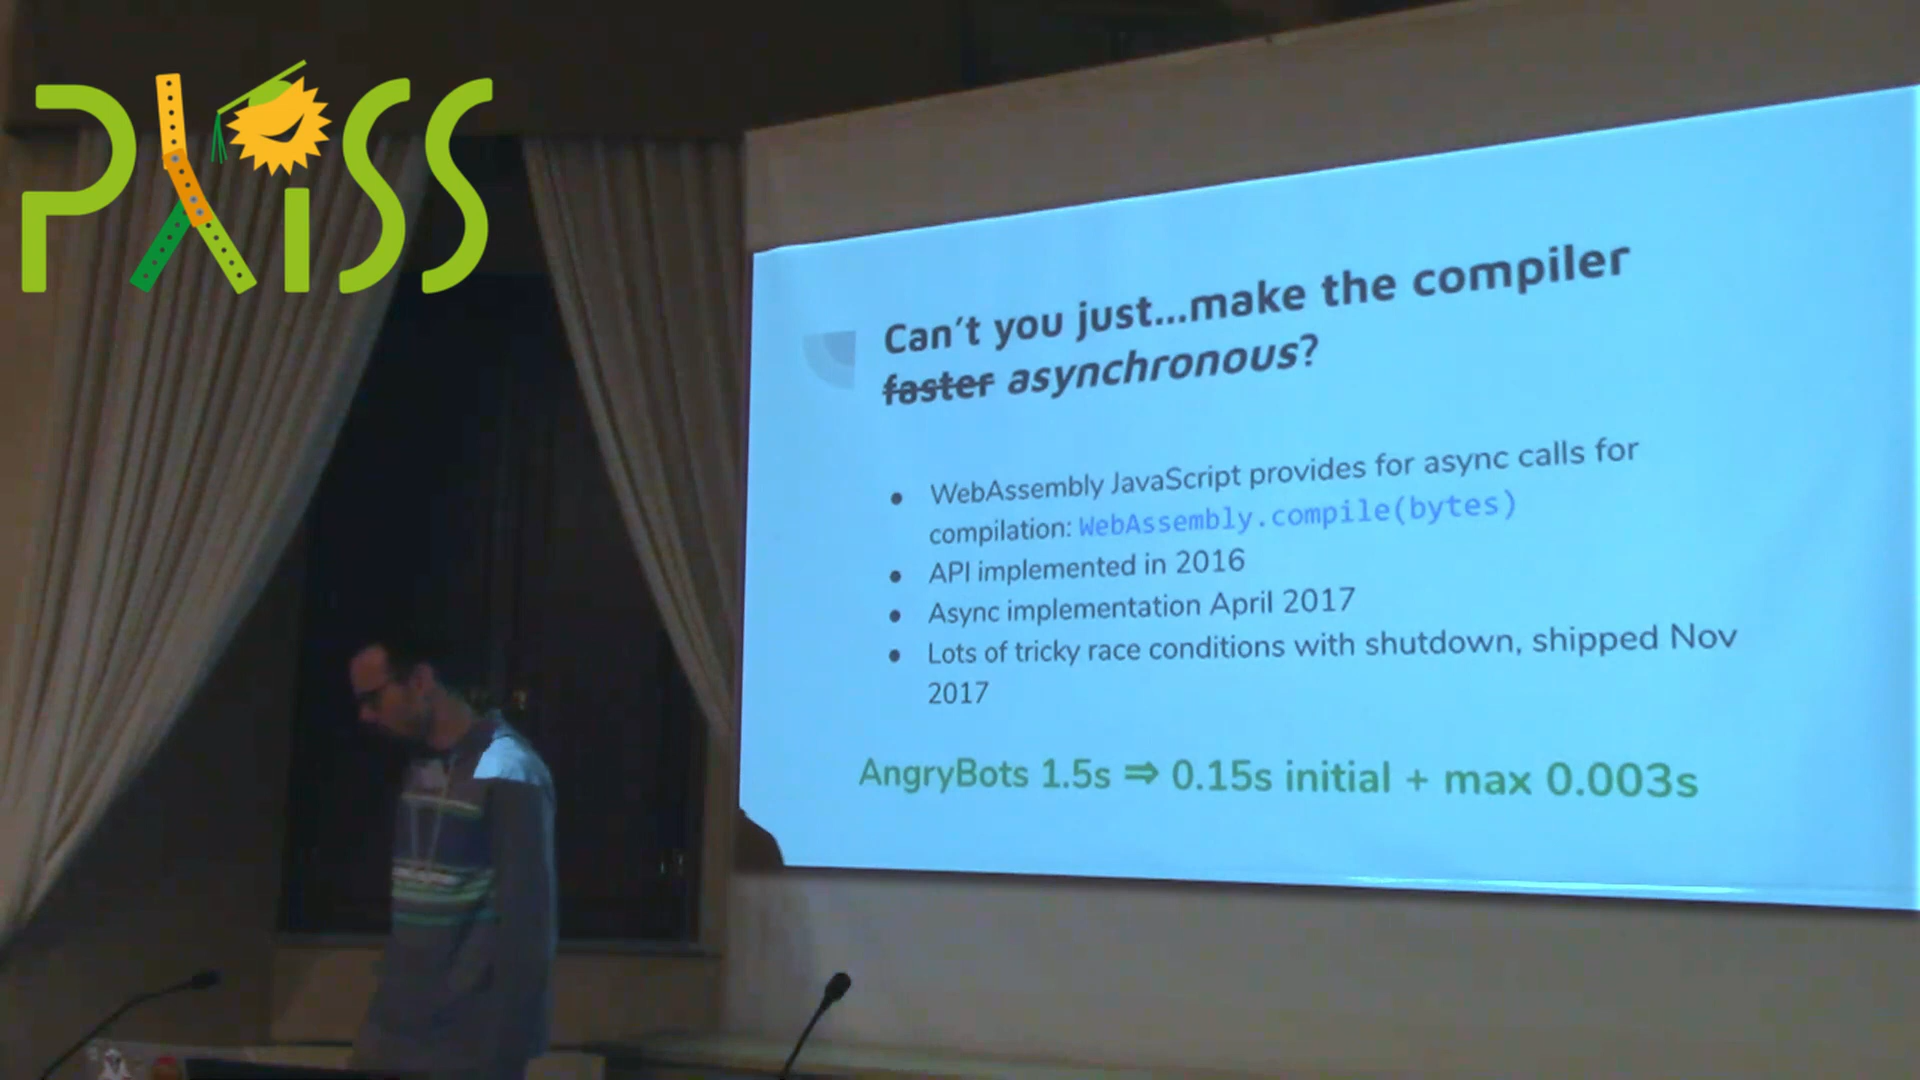 PLISS
Can't you just...make the compiler
faster asynchronous?
WebAssembly JavaScript provides for async calls for
compilation: WebAssembly.compile(bytes)
API implemented in 2016
Async implementation April 2017
Lots of tricky race conditions with shutdown, shipped Nov
2017
AngryBots 1.5s ⇒ 0.15s initial + max 0.003s